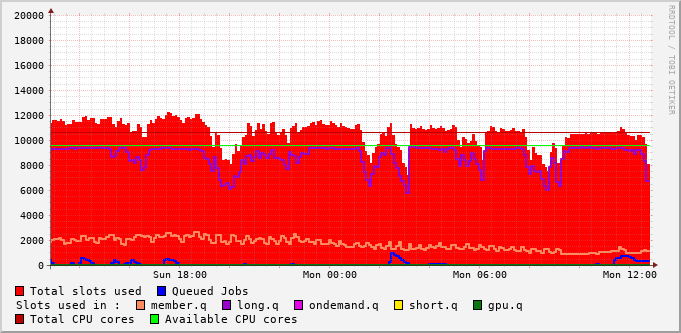 RRDTOOL / TOBI OETIKER
20000
18000
16000
14000
12000
10000
8000
6000
4000
2000
0
Sun 18:00 Mon 00:00 Mon 06:00 Mon 12:00
Total slots used Queued Jobs
Slots used in : member.q long.q ondemand.q short.q gpu.q
Total CPU cores Available CPU cores